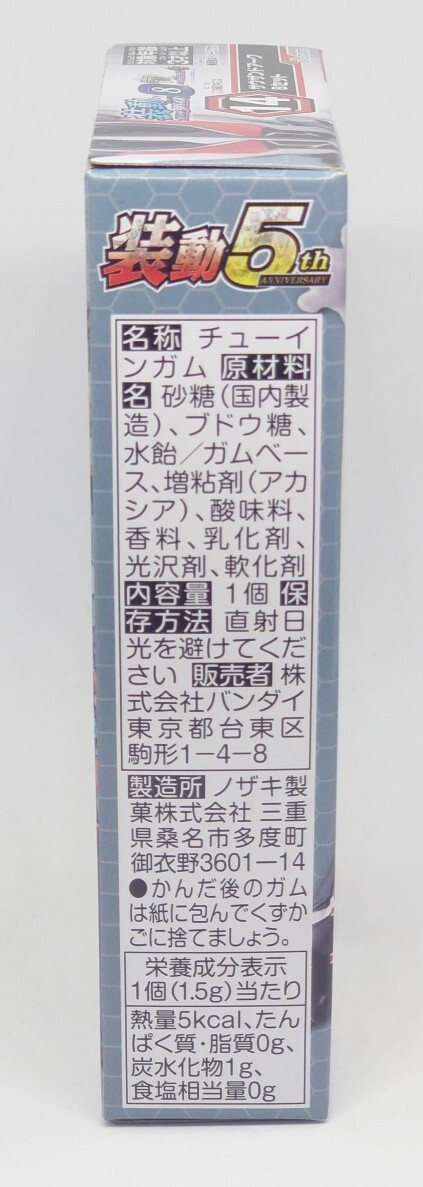 装動
8
14
Bセット
装動5th
ANNIVERSARY
名称 チューイ
ンガム 原材料
名 砂糖(国内製
造)、ブドウ糖、
水飴/ガムベー
ス、増粘剤(アカ
シア)、酸味料、
香料、乳化剤、
光沢剤、軟化剤
内容量 1個 保
存方法 直射日
光を避けてくだ
さい 販売者 株
式会社バンダイ
東京都台東区
駒形1-4-8
製造所 ノザキ製
菓株式会社 三重
県桑名市多度町
御衣野3601-14
●かんだ後のガム
は紙に包んでくずか
ごに捨てましょう。
栄養成分表示
1個(1.5g)当たり
熱量5kcal、たん
ぱく質・脂質0g、
炭水化物1g、
食塩相当量0g